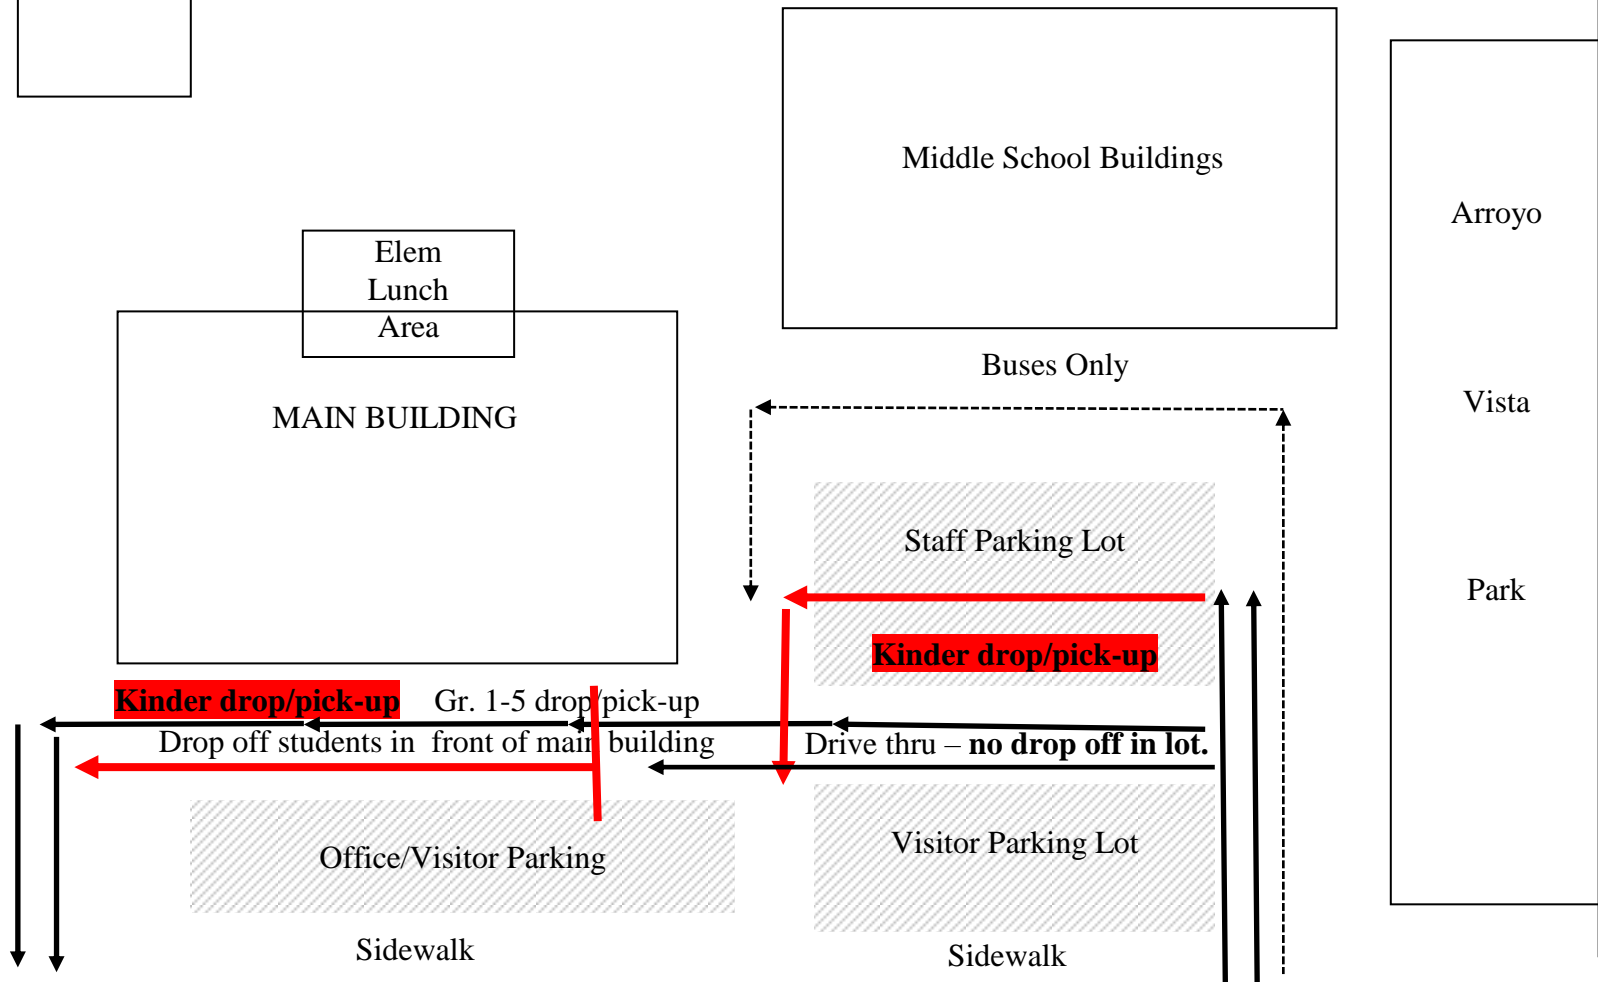 Middle School Buildings
Arroyo
Elem
Lunch
Area
Buses Only
Vista
MAIN BUILDING
Staff Parking Lot
Park
Kinder drop/pick-up
Kinder drop/pick-up Gr. 1-5 drop/pick-up
Drop off students in front of main building
Drive thru – no drop off in lot.
Office/Visitor Parking
Visitor Parking Lot
Sidewalk
Sidewalk